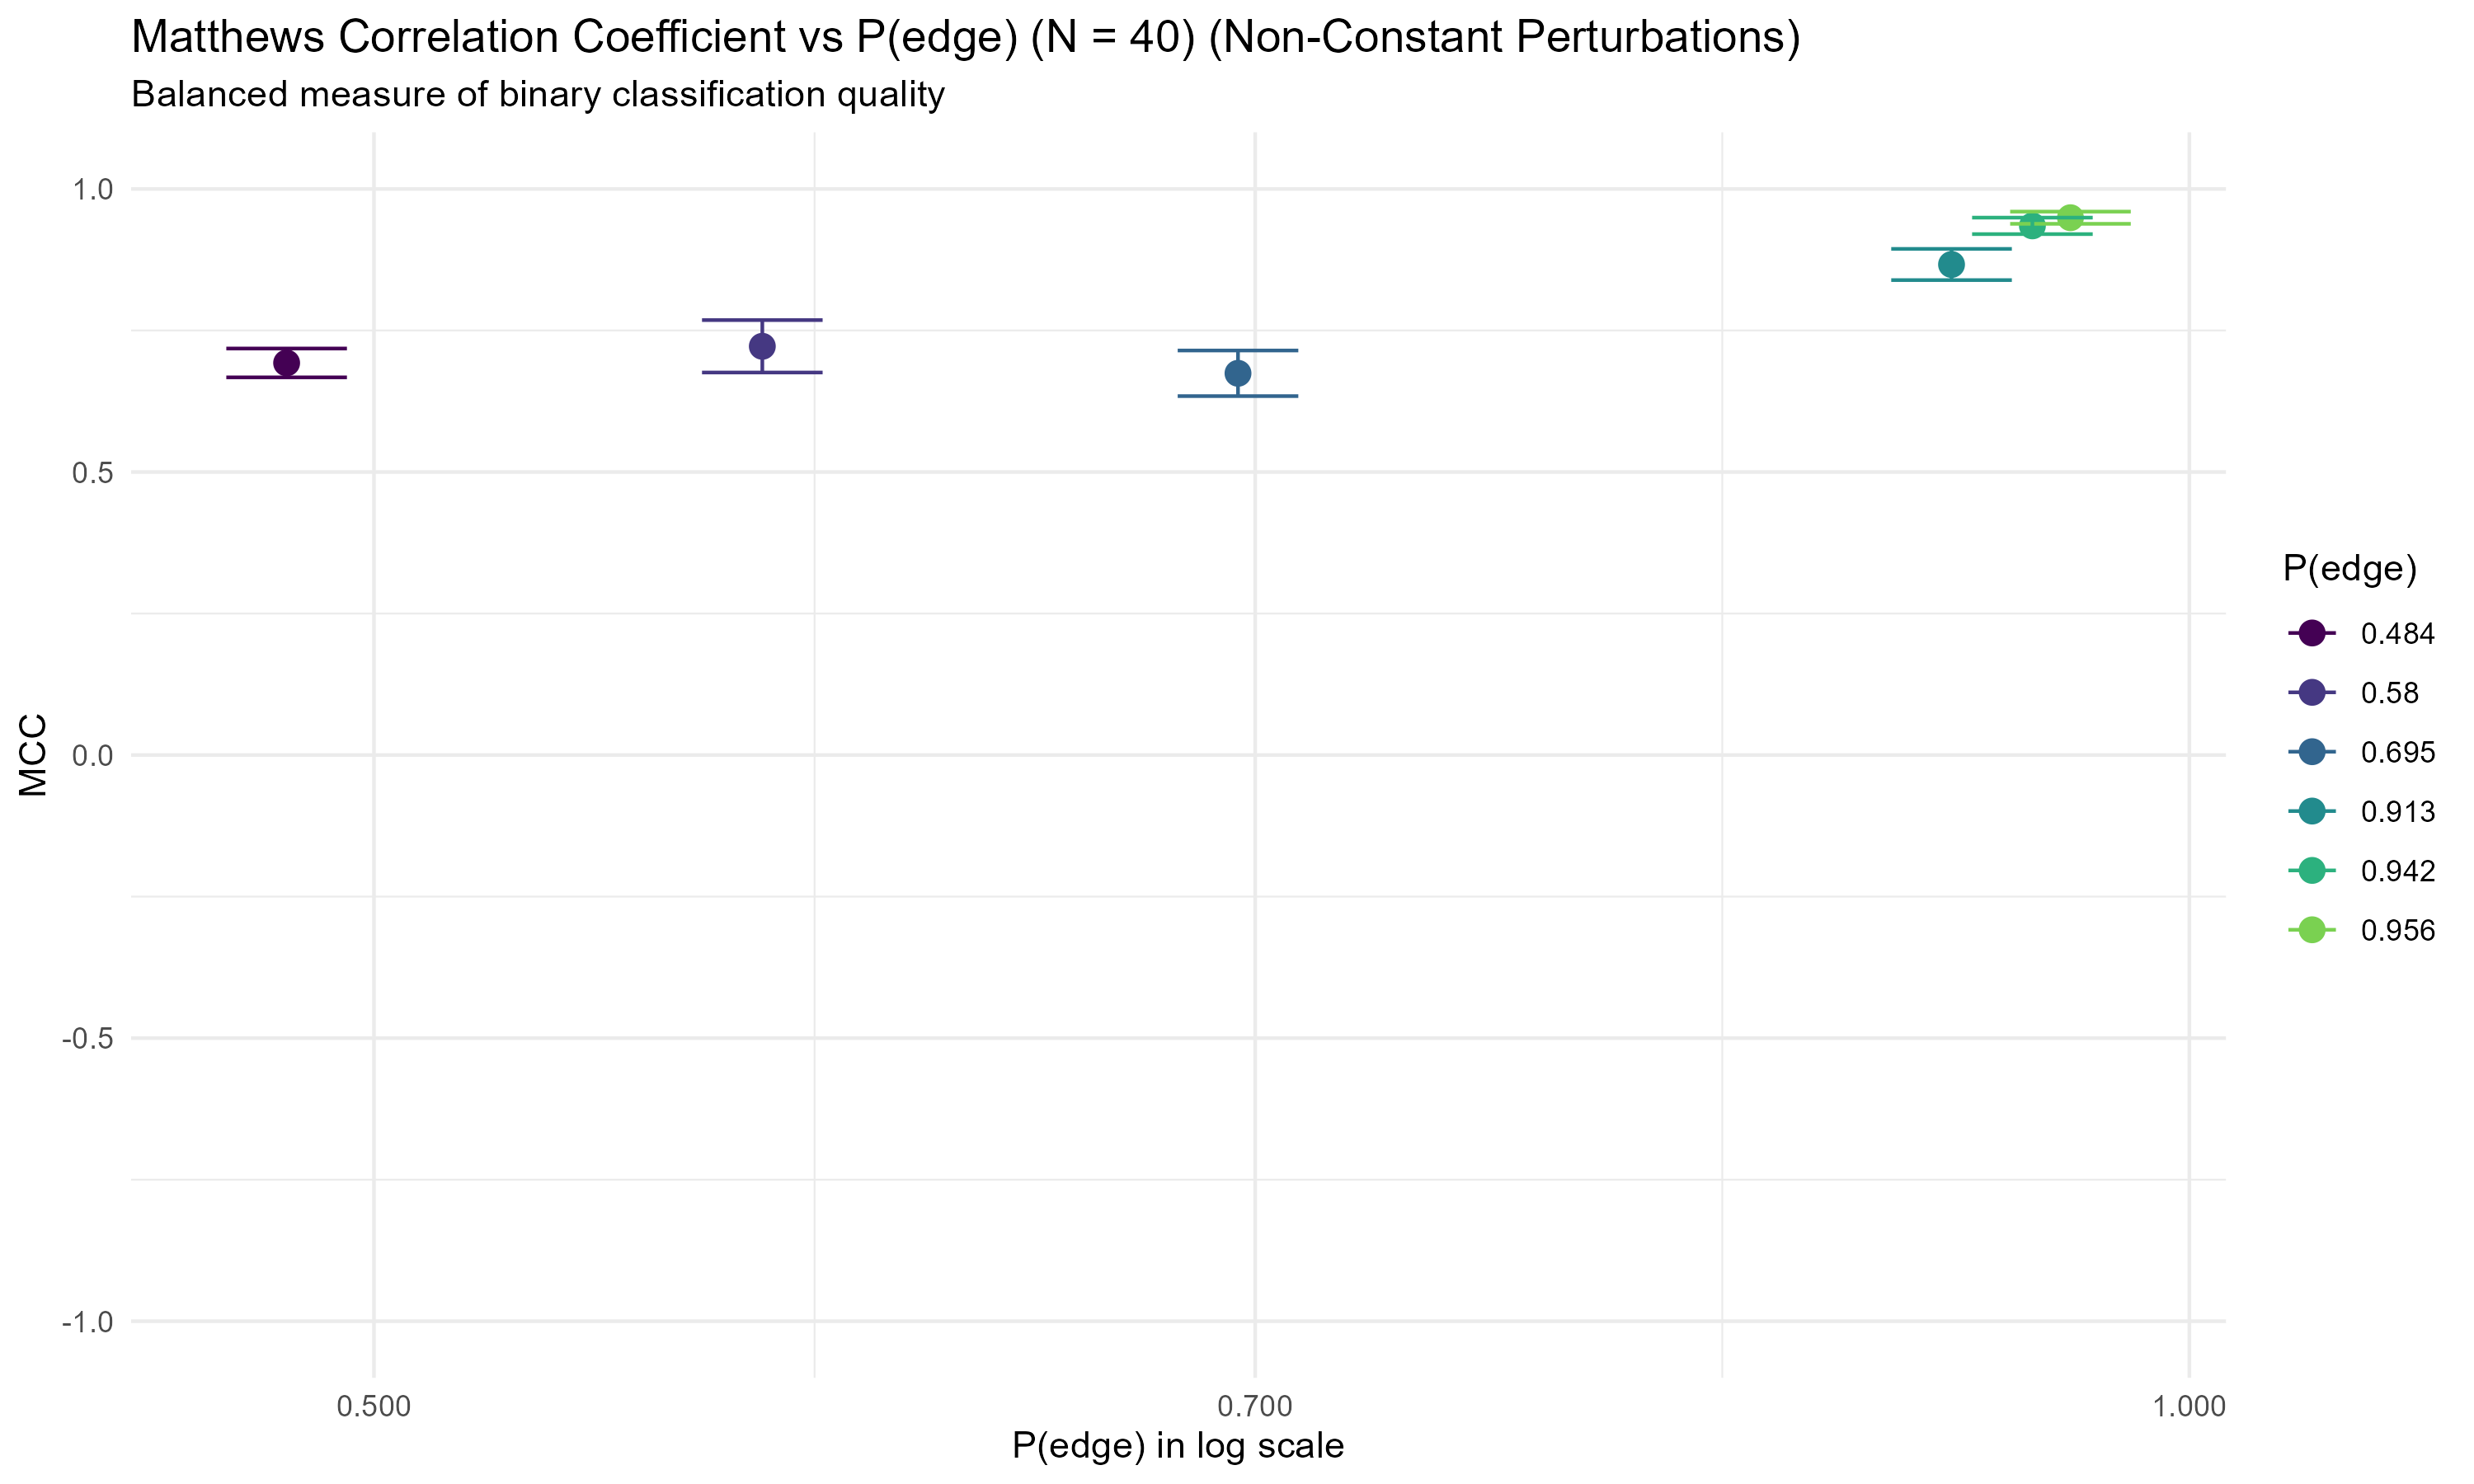 Matthews Correlation Coefficient vs P(edge) (N = 40) (Non-Constant Perturbations)
Balanced measure of binary classification quality
1.0
0.5
0.0
-0.5
-1.0
MCC
0.500
0.700
1.000
P(edge) in log scale
P(edge)
0.484
0.58
0.695
0.913
0.942
0.956